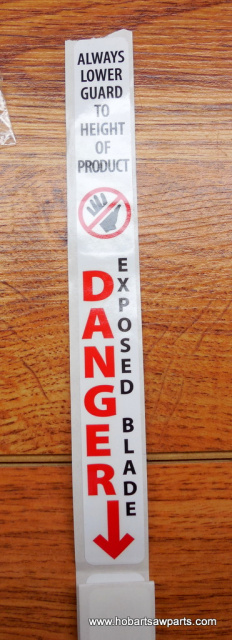 ALWAYS
LOWER
GUARD
TO
HEIGHT
OF
PRODUCT
DANGER
EXPOSED BLADE
www.hobartsawparts.com